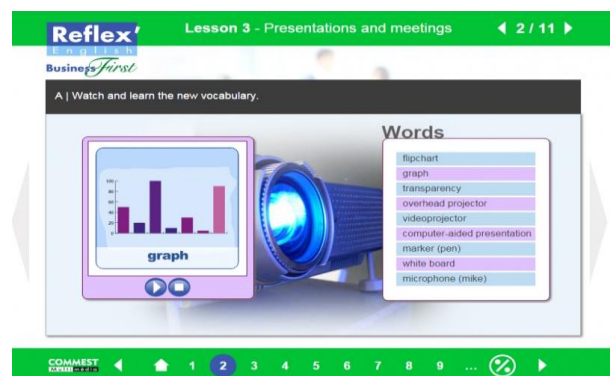 Reflex'
English
Business First
Lesson 3 - Presentations and meetings
2 / 11
A | Watch and learn the new vocabulary.
100
80
60
40
20
0
graph
Words
flipchart
graph
transparency
overhead projector
videoprojector
computer-aided presentation
marker (pen)
white board
microphone (mike)
COMMEST
Multimedia
1 2 3 4 5 6 7 8 9 ...